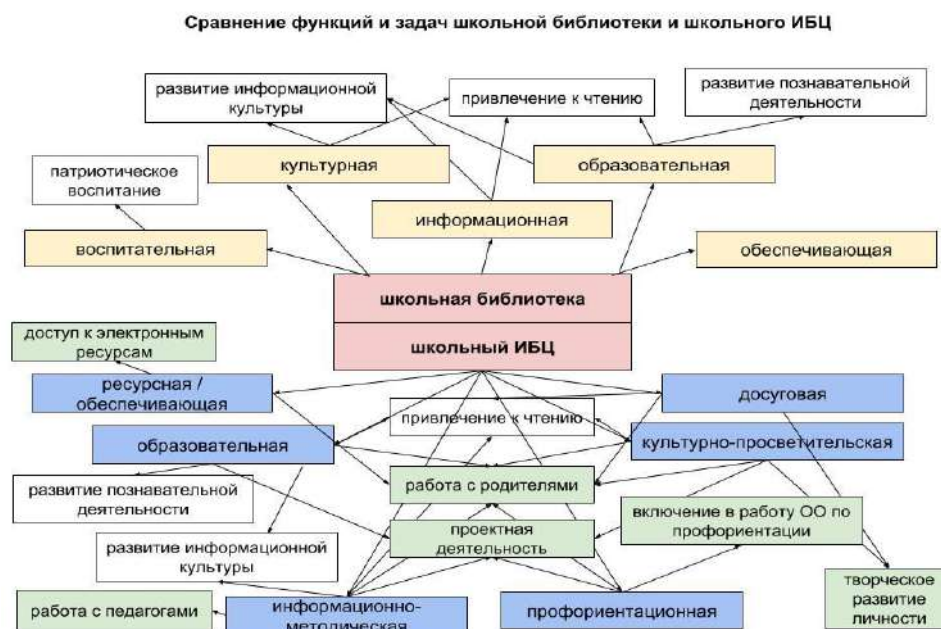 Сравнение функций и задач школьной библиотеки и школьного ИБЦ
развитие информационной
культуры
привлечение к чтению
развитие познавательной
деятельности
патриотическое
воспитание
культурная
образовательная
информационная
воспитательная
обеспечивающая
школьная библиотека
школьный ИБЦ
доступ к электронным
ресурсам
ресурсная /
обеспечивающая
досуговая
привлечение к чтению
образовательная
культурно-просветительская
работа с родителями
развитие познавательной
деятельности
включение в работу ОО по
профориентации
проектная
деятельность
развитие информационной
культуры
творческое
развитие
личности
работа с педагогами
информационно-
методическая
профориентационная